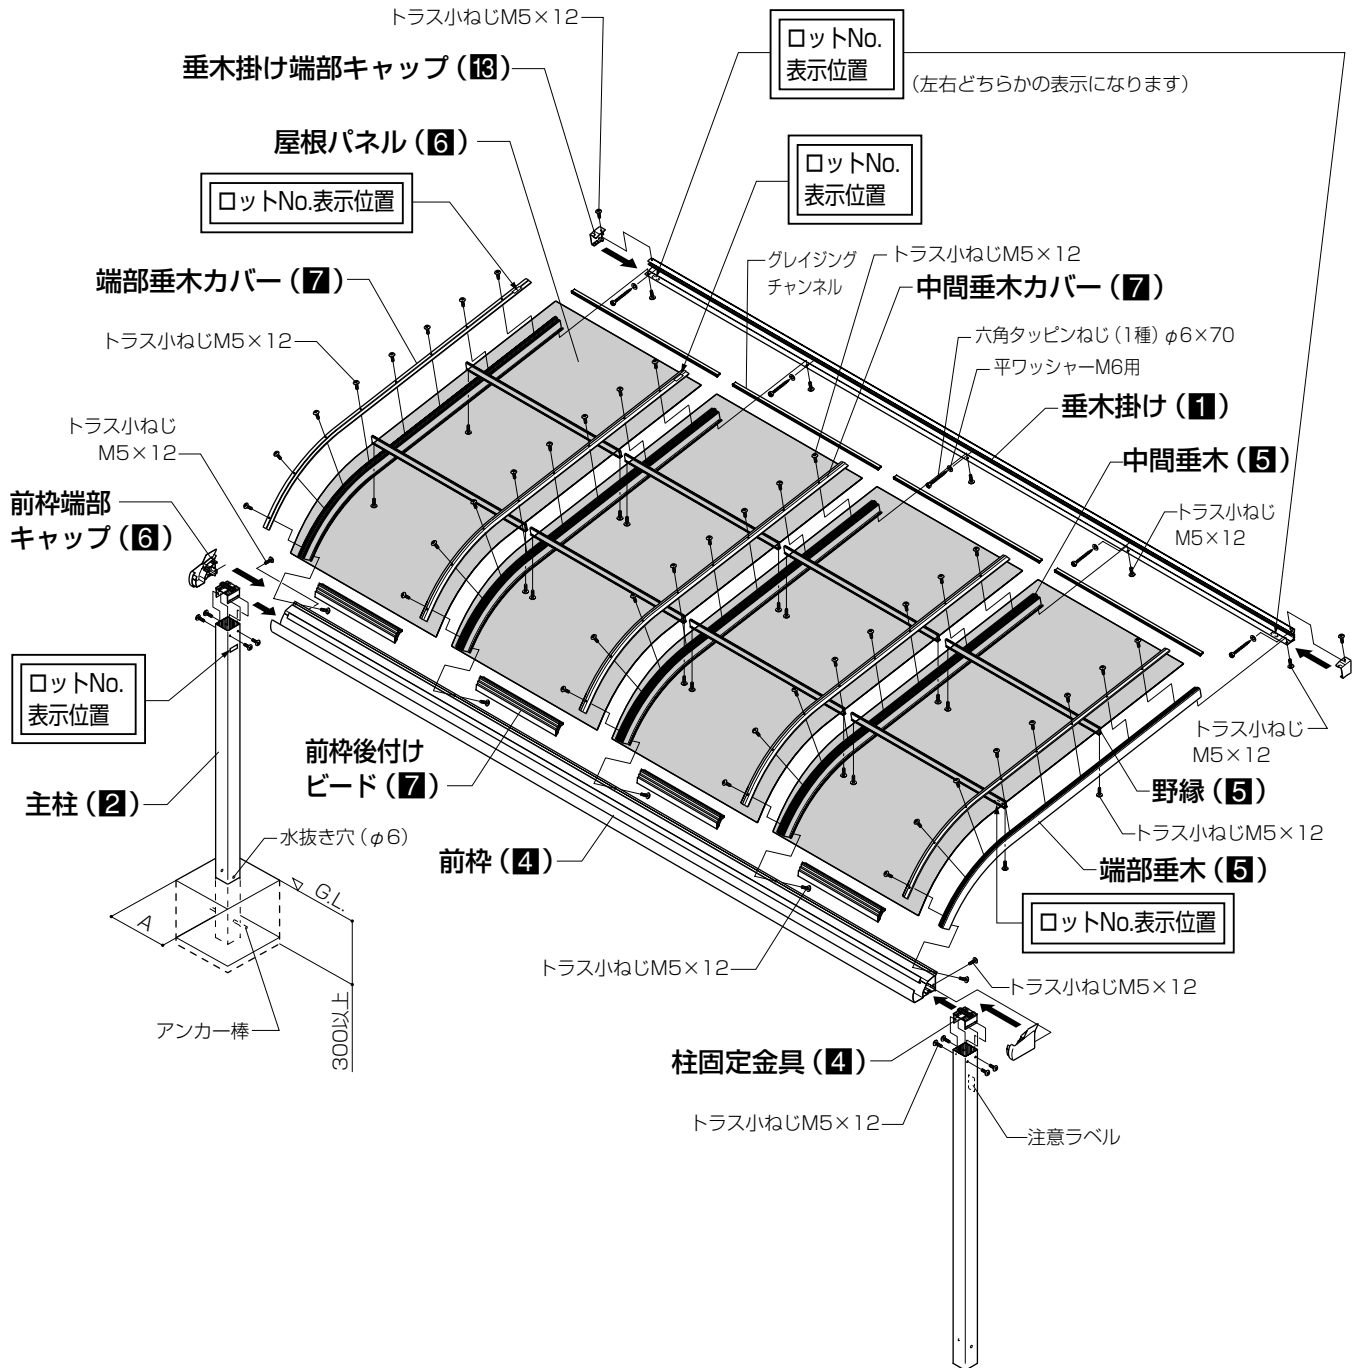 トラス小ねじM5×12
ロットNo.
表示位置
(左右どちらかの表示になります)
垂木掛け端部キャップ(13)
屋根パネル(6)
ロットNo.
表示位置
ロットNo.表示位置
端部垂木カバー(7)
グレイジング
チャンネル
トラス小ねじM5×12
中間垂木カバー(7)
トラス小ねじM5×12
六角タッピンねじ(1種)φ6×70
平ワッシャーM6用
垂木掛け(1)
トラス小ねじ
M5×12
中間垂木(5)
前枠端部
キャップ(6)
トラス小ねじ
M5×12
ロットNo.
表示位置
トラス小ねじ
M5×12
前枠後付け
ビード(7)
主柱(2)
野縁(5)
トラス小ねじM5×12
水抜き穴(φ6)
前枠(4)
端部垂木(5)
G.L.
A
ロットNo.表示位置
トラス小ねじM5×12
トラス小ねじM5×12
アンカー棒
300以上
柱固定金具(4)
トラス小ねじM5×12
注意ラベル